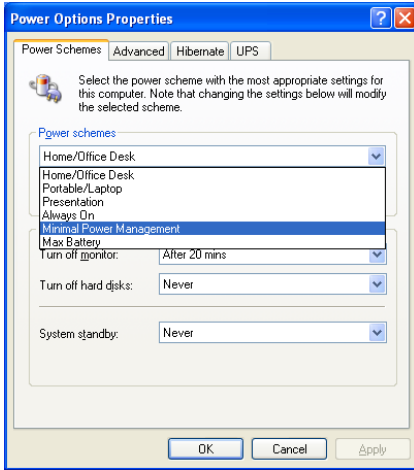 Power Options Properties
Power Schemes Advanced Hibernate UPS
Select the power scheme with the most appropriate settings for
this computer. Note that changing the settings below will modify
the selected scheme.
Power schemes
Home/Office Desk
Home/Office Desk
Portable/Laptop
Presentation
Always On
Minimal Power Management
Max Battery
Turn off monitor: After 20 mins
Turn off hard disks: Never
System standby: Never
OK Cancel Apply